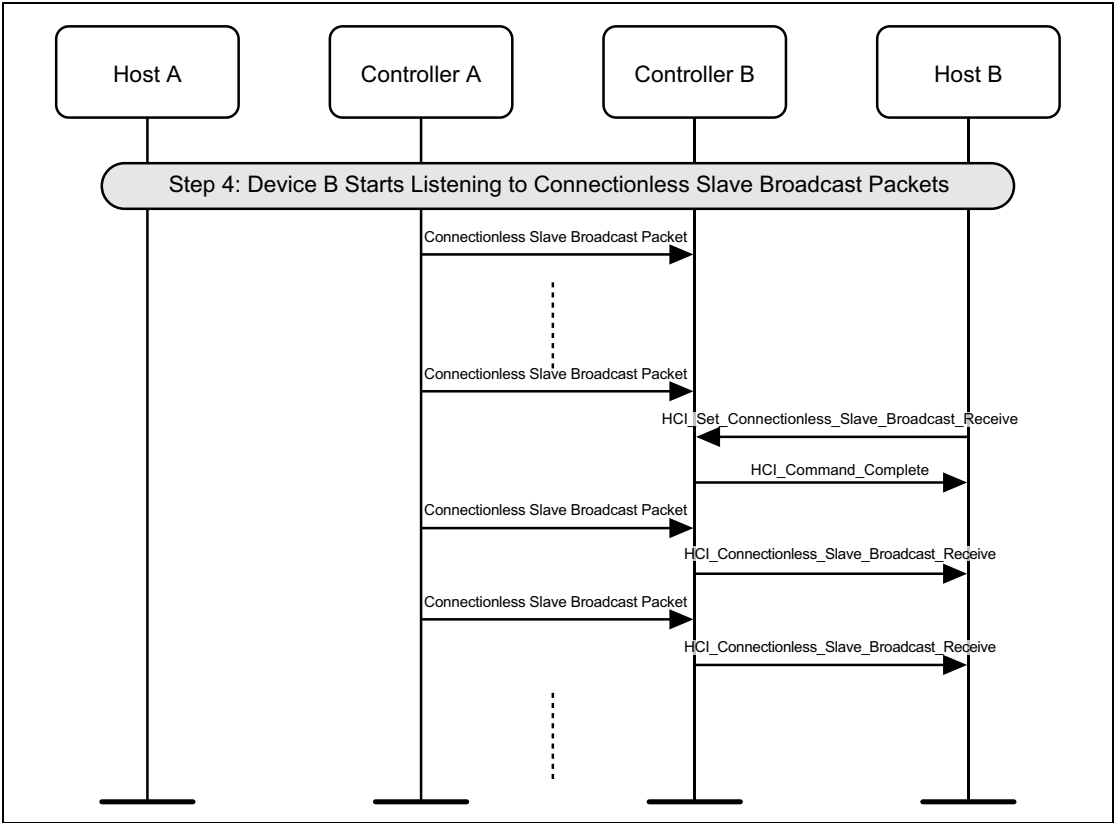 Host A
Controller A
Controller B
Host B
Step 4: Device B Starts Listening to Connectionless Slave Broadcast Packets
Connectionless Slave Broadcast Packet
Connectionless Slave Broadcast Packet
HCI_Set_Connectionless_Slave_Broadcast_Receive
HCI_Command_Complete
Connectionless Slave Broadcast Packet
HCI_Connectionless_Slave_Broadcast_Receive
Connectionless Slave Broadcast Packet
HCI_Connectionless_Slave_Broadcast_Receive